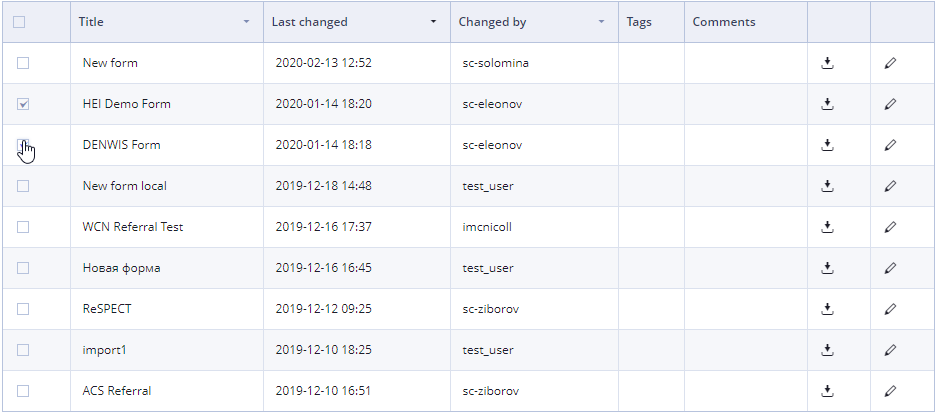 Title Last changed Changed by Tags Comments
New form 2020-02-13 12:52 sc-solomina
HEI Demo Form 2020-01-14 18:20 sc-eleonov
DENWIS Form 2020-01-14 18:18 sc-eleonov
New form local 2019-12-18 14:48 test_user
WCN Referral Test 2019-12-16 17:37 imcnicoll
Новая форма 2019-12-16 16:45 test_user
ReSPECT 2019-12-12 09:25 sc-ziborov
import1 2019-12-10 18:25 test_user
ACS Referral 2019-12-10 16:51 sc-ziborov